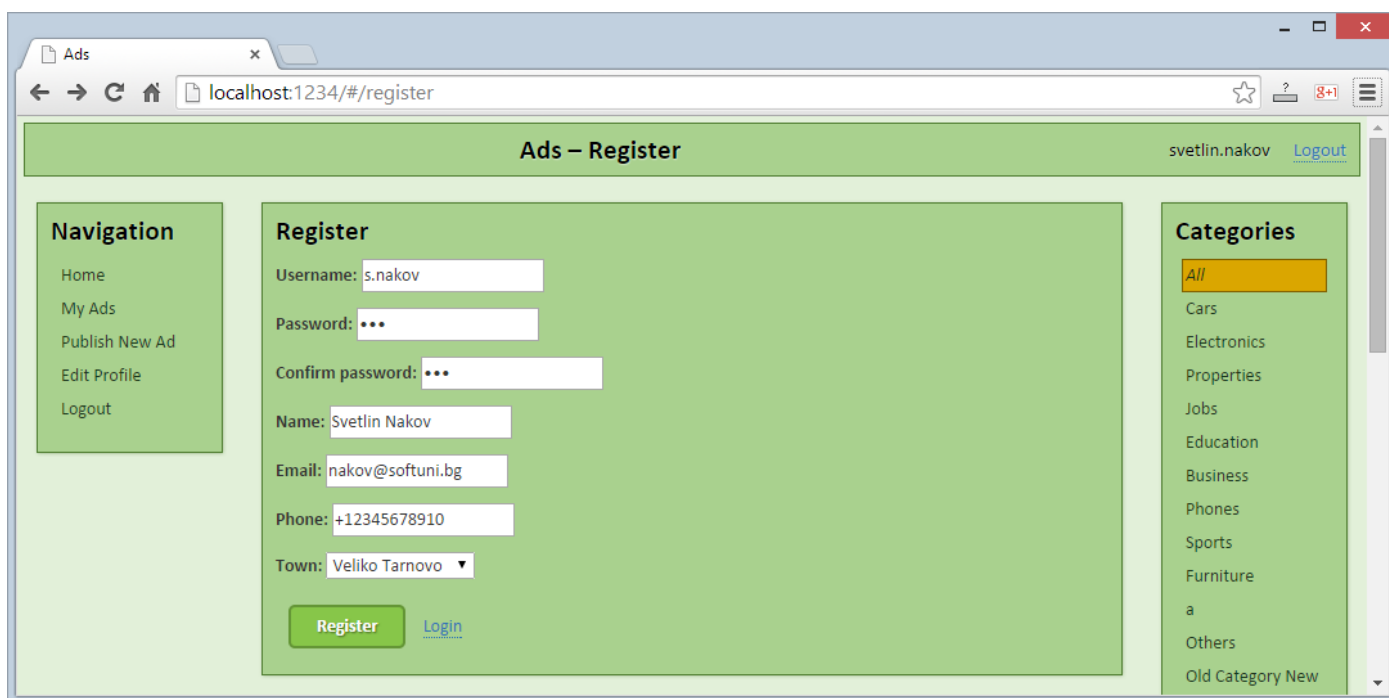 Ads
localhost:1234/#/register
?
g+1
Ads – Register
svetlin.nakov Logout
Navigation
Home
My Ads
Publish New Ad
Edit Profile
Logout
Register
Username: s.nakov
Password: •••
Confirm password: •••
Name: Svetlin Nakov
Email: nakov@softuni.bg
Phone: +12345678910
Town: Veliko Tarnovo
Register Login
Categories
All
Cars
Electronics
Properties
Jobs
Education
Business
Phones
Sports
Furniture
a
Others
Old Category New